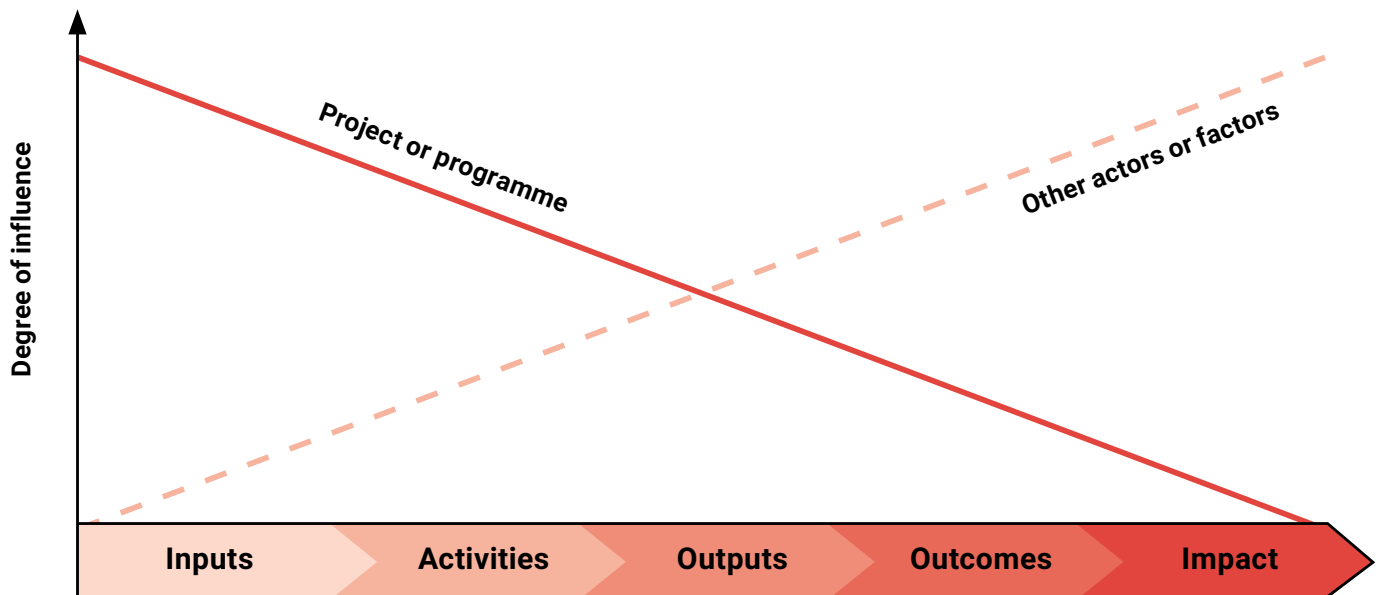 Degree of influence
Project or programme
Other actors or factors
Inputs
Activities
Outputs
Outcomes
Impact